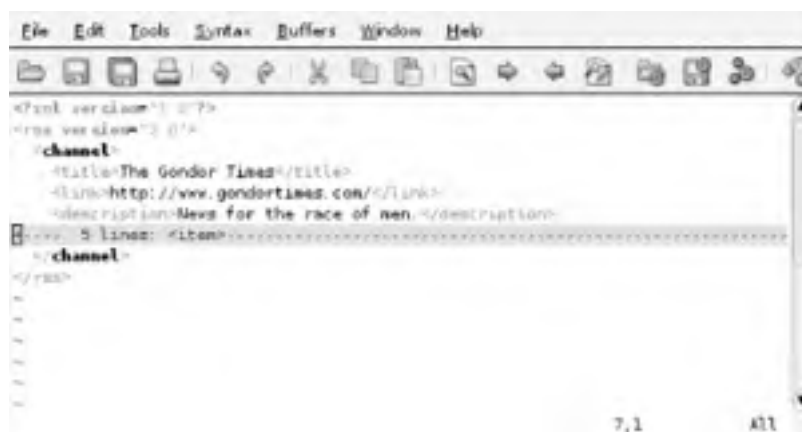 File Edit Tools Syntax Buffers Window Help
<?xml version="1.0"?>
<rss version="2.0">
<channel>
<title>The Gondor Times</title>
<link>http://www.gondortimes.com/</link>
<description>News for the race of men.</description>
+---- 5 lines: <item>-----------------------------------------------------------
</channel>
</rss>
~
~
~
~
~
~
7,1 All